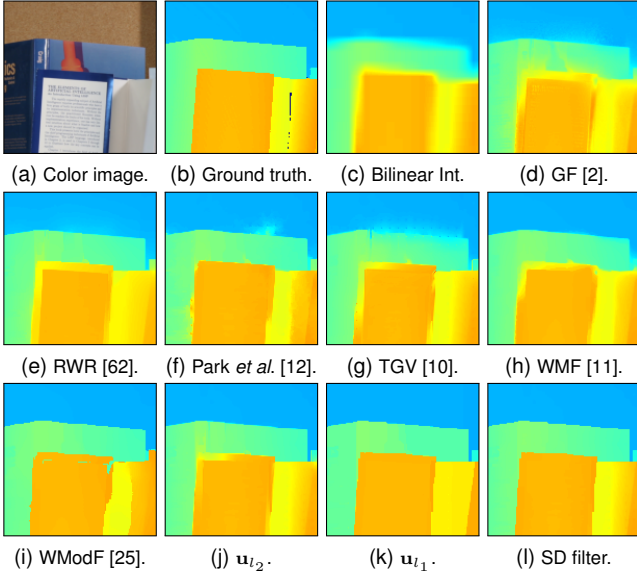 (a) Color image.
(b) Ground truth.
(c) Bilinear Int.
(d) GF [2].
(e) RWR [62].
(f) Park et al. [12].
(g) TGV [10].
(h) WMF [11].
(i) WModF [25].
(j) u_{l_2}.
(k) u_{l_1}.
(l) SD filter.